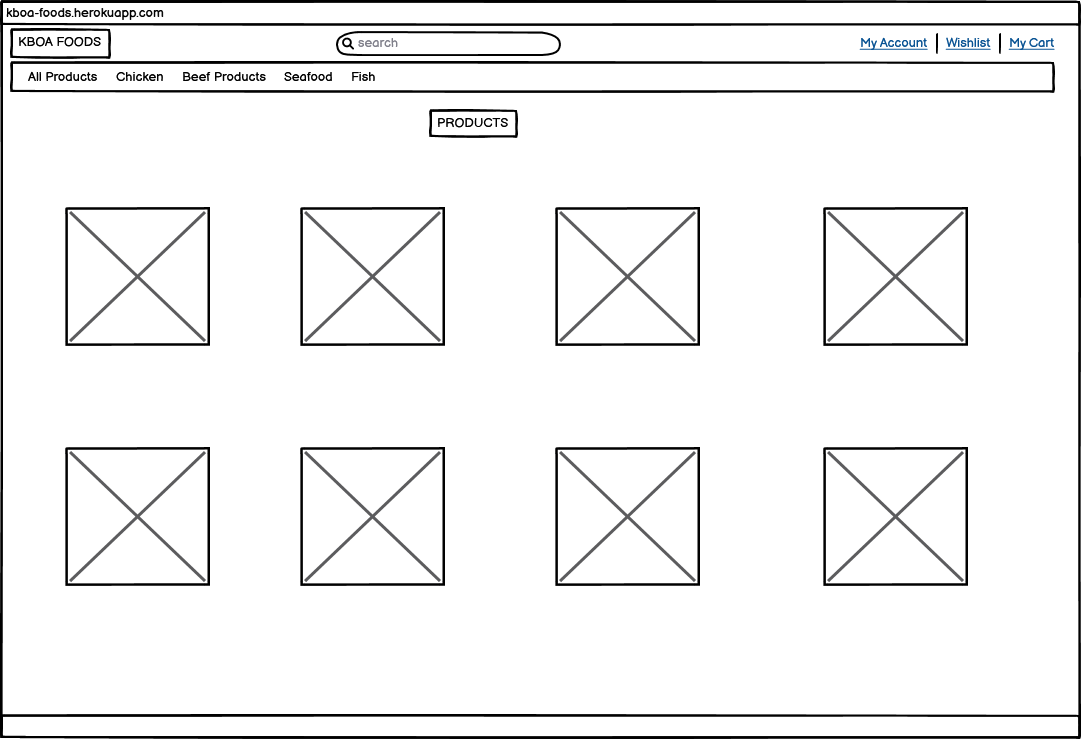 kboa-foods.herokuapp.com
KBOA FOODS search My Account Wishlist My Cart
All Products Chicken Beef Products Seafood Fish
PRODUCTS